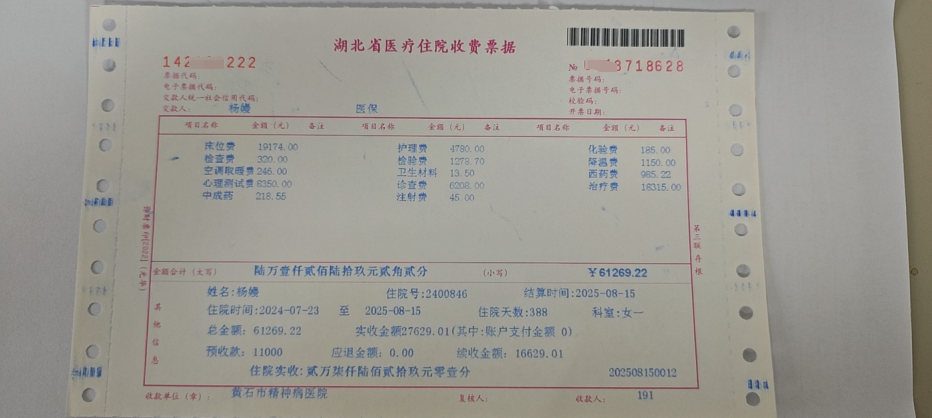 湖北省医疗住院收费票据
142 222
№ 8718628
票据代码:
票据号码:
电子票据代码:
电子票据号码:
交款人统一社会信用代码:
校验码:
交款人: 杨嫚 医保
开票日期:
项目名称 金额（元） 备注 项目名称 金额（元） 备注 项目名称 金额（元） 备注
床位费 19174.00 护理费 4780.00 化验费 185.00
检查费 320.00 检验费 1278.70 降温费 1150.00
空调取暖费 246.00 卫生材料 13.50 西药费 985.22
心理测试费 8350.00 诊查费 6208.00 治疗费 18315.00
中成药 218.55 注射费 45.00
金额合计（大写） 陆万壹仟贰佰陆拾玖元贰角贰分 （小写） ￥61269.22
姓名:杨嫚 住院号:2400846 结算时间:2025-08-15
住院时间:2024-07-23 至 2025-08-15 住院天数:388 科室:女一
总金额: 61269.22 实收金额27629.01(其中:账户支付金额 0)
预收款: 11000 应退金额: 0.00 续收金额: 16629.01
住院实收: 贰万柒仟陆佰贰拾玖元零壹分 202508150012
其他信息
收款单位（章）: 黄石市精神病医院 复核人: 收款人: 191
第三联 存根